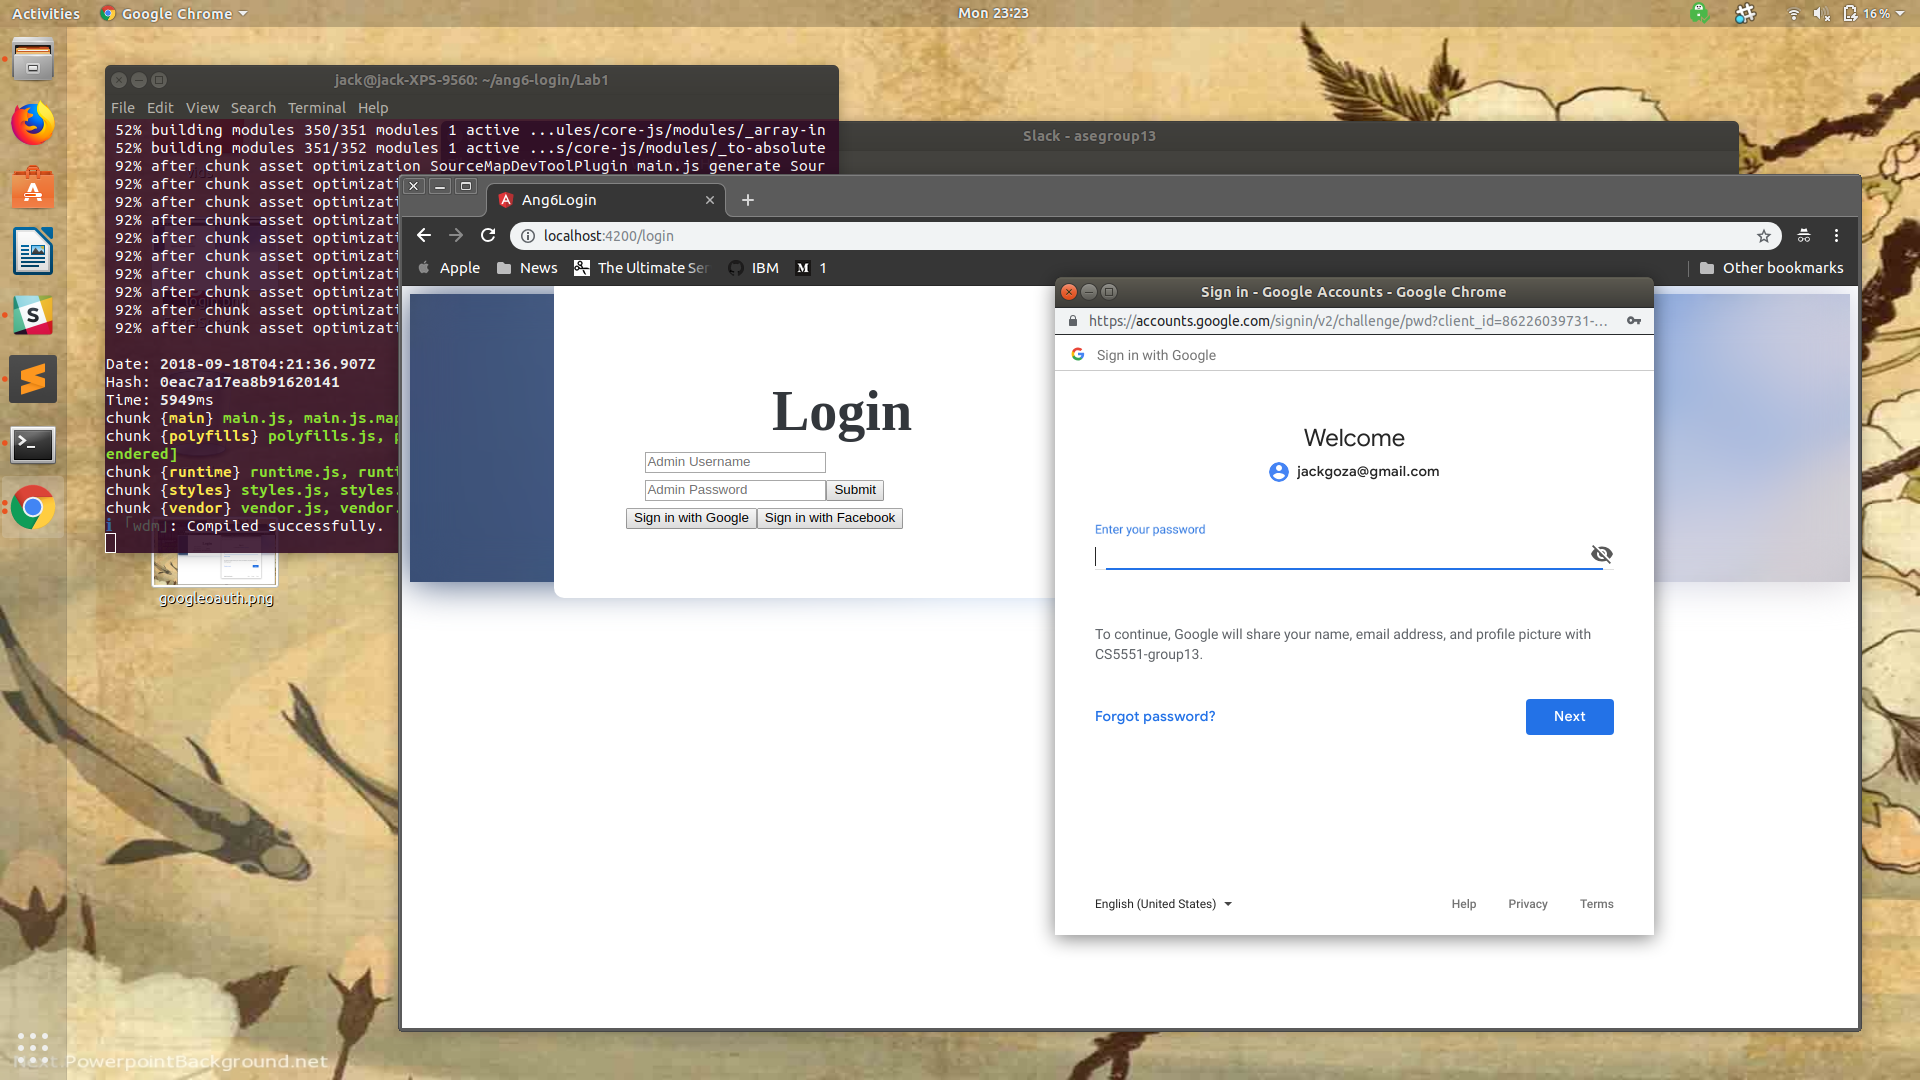 Activities
Google Chrome
Mon 23:23
16%
jack@jack-XPS-9560: ~/ang6-login/Lab1
File Edit View Search Terminal Help
52% building modules 350/351 modules 1 active ...ules/core-js/modules/_array-in
52% building modules 351/352 modules 1 active ...s/core-js/modules/_to-absolute
92% after chunk asset optimization SourceMapDevToolPlugin main.js generate Sour
92% after chunk asset optimizati
92% after chunk asset optimizati
92% after chunk asset optimizati
92% after chunk asset optimizati
92% after chunk asset optimizati
92% after chunk asset optimizati
92% after chunk asset optimizati
92% after chunk asset optimizati
92% after chunk asset optimizati
Date: 2018-09-18T04:21:36.907Z
Hash: 0eac7a17ea8b91620141
Time: 5949ms
chunk {main} main.js, main.js.map
chunk {polyfills} polyfills.js, p
endered]
chunk {runtime} runtime.js, runti
chunk {styles} styles.js, styles.
chunk {vendor} vendor.js, vendor.
i ｢wdm｣: Compiled successfully.
googleoauth.png
Slack - asegroup13
Ang6Login
localhost:4200/login
Apple News The Ultimate Ser IBM M 1 Other bookmarks
Login
Admin Username
Admin Password Submit
Sign in with Google Sign in with Facebook
Sign in - Google Accounts - Google Chrome
https://accounts.google.com/signin/v2/challenge/pwd?client_id=86226039731-...
Sign in with Google
Welcome
jackgoza@gmail.com
Enter your password
To continue, Google will share your name, email address, and profile picture with
CS5551-group13.
Forgot password? Next
English (United States) Help Privacy Terms
PowerpointBackground.net